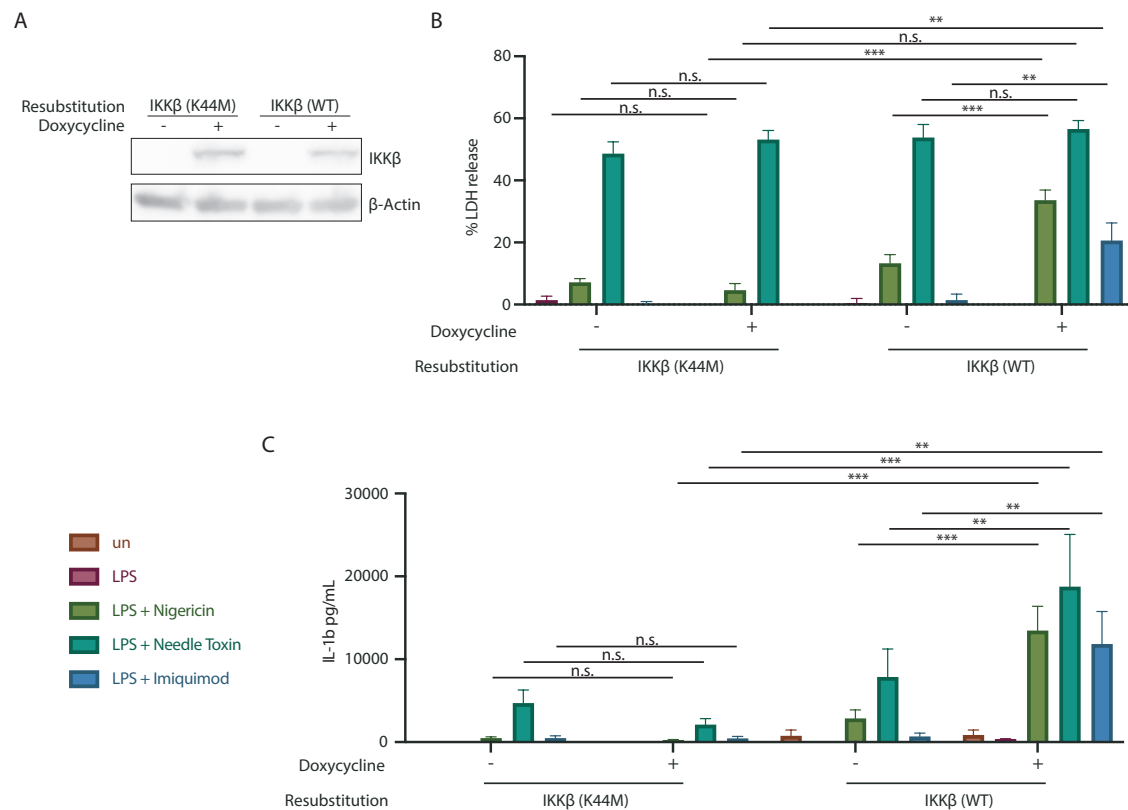 A
Resubstitution IKKβ (K44M) IKKβ (WT)
Doxycycline - + - +
IKKβ
β-Actin
B
**
n.s.
***
n.s.
**
n.s.
n.s.
n.s.
***
80
60
40
20
0
% LDH release
Doxycycline - + - +
Resubstitution IKKβ (K44M) IKKβ (WT)
C
**
***
***
**
**
***
n.s.
n.s.
n.s.
30000
20000
10000
0
IL-1b pg/mL
Doxycycline - + - +
Resubstitution IKKβ (K44M) IKKβ (WT)
un
LPS
LPS + Nigericin
LPS + Needle Toxin
LPS + Imiquimod